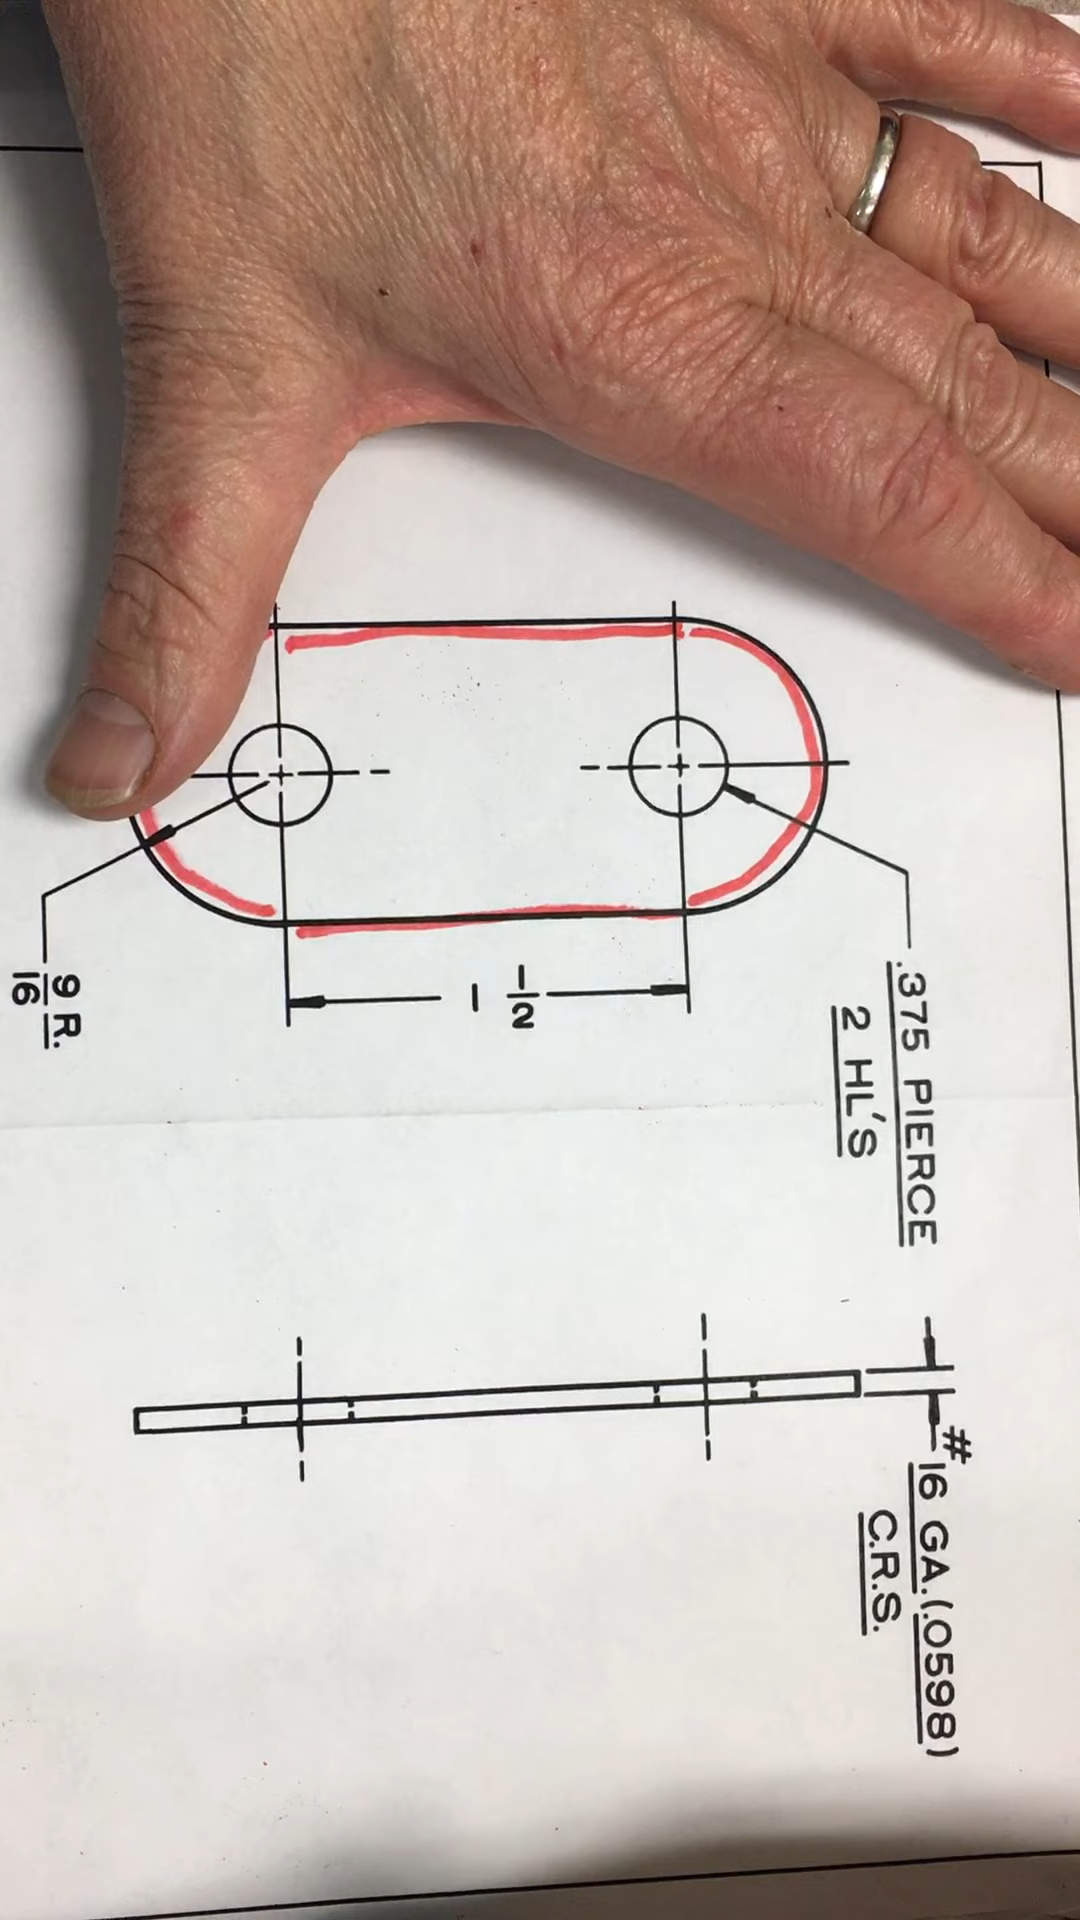 .375 PIERCE
2 HL'S
1 1/2
9/16 R.
#16 GA.(.0598)
C.R.S.